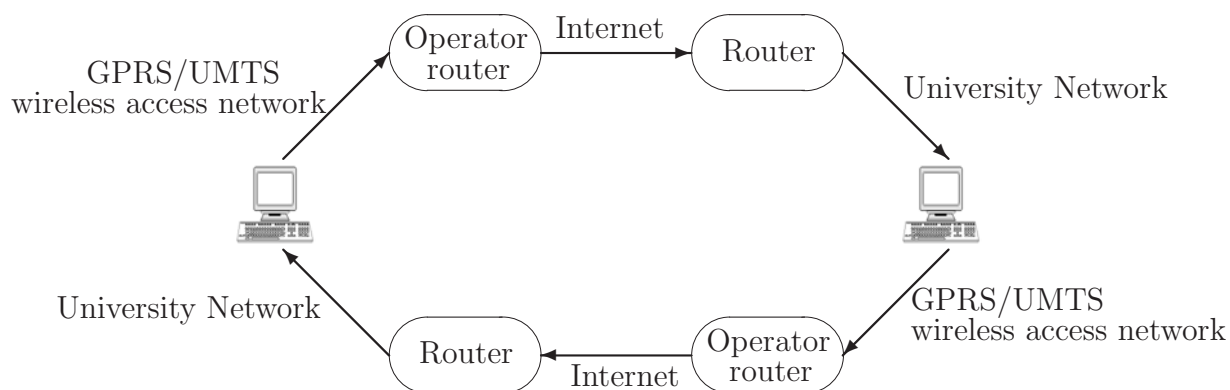 Internet
Operator
router
Router
GPRS/UMTS
wireless access network
University Network
University Network
GPRS/UMTS
wireless access network
Router
Operator
router
Internet